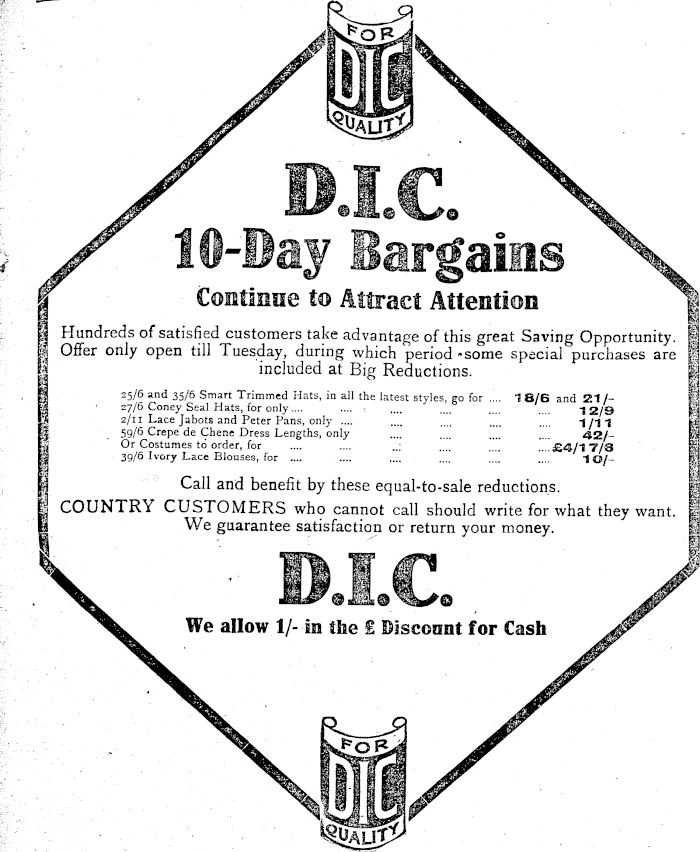 FOR
DIC
QUALITY
D.I.C.
10-Day Bargains
Continue to Attract Attention
Hundreds of satisfied customers take advantage of this great Saving Opportunity.
Offer only open till Tuesday, during which period some special purchases are
included at Big Reductions.
25/6 and 35/6 Smart Trimmed Hats, in all the latest styles, go for .... 18/6 and 21/-
27/6 Coney Seal Hats, for only .... .... .... .... .... .... 12/9
2/11 Lace Jabots and Peter Pans, only .... .... .... .... .... 1/11
59/6 Crepe de Chene Dress Lengths, only .... .... .... .... 42/-
Or Costumes to order, for .... .... .... .... .... .... £4/17/6
39/6 Ivory Lace Blouses, for .... .... .... .... .... .... 10/-
Call and benefit by these equal-to-sale reductions.
COUNTRY CUSTOMERS who cannot call should write for what they want.
We guarantee satisfaction or return your money.
D.I.C.
We allow 1/- in the £ Discount for Cash
FOR
DIC
QUALITY